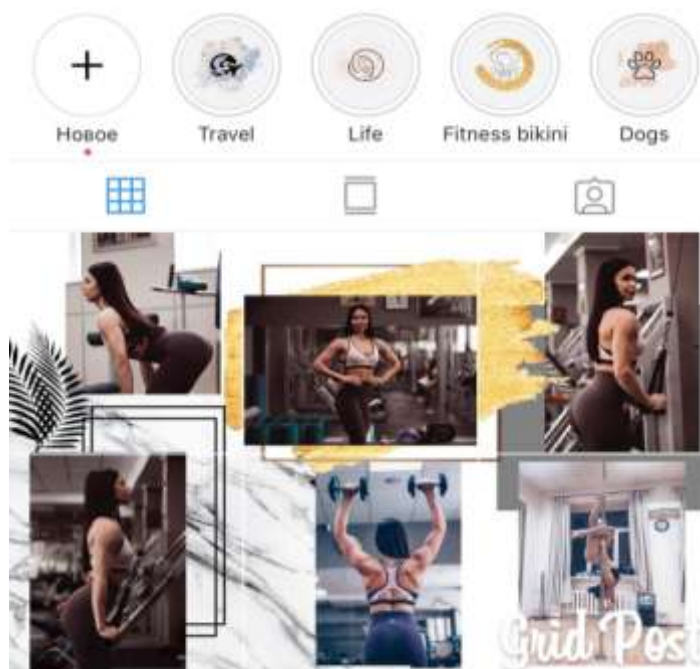 Новое
Travel
Life
Fitness bikini
Dogs
Grid Post